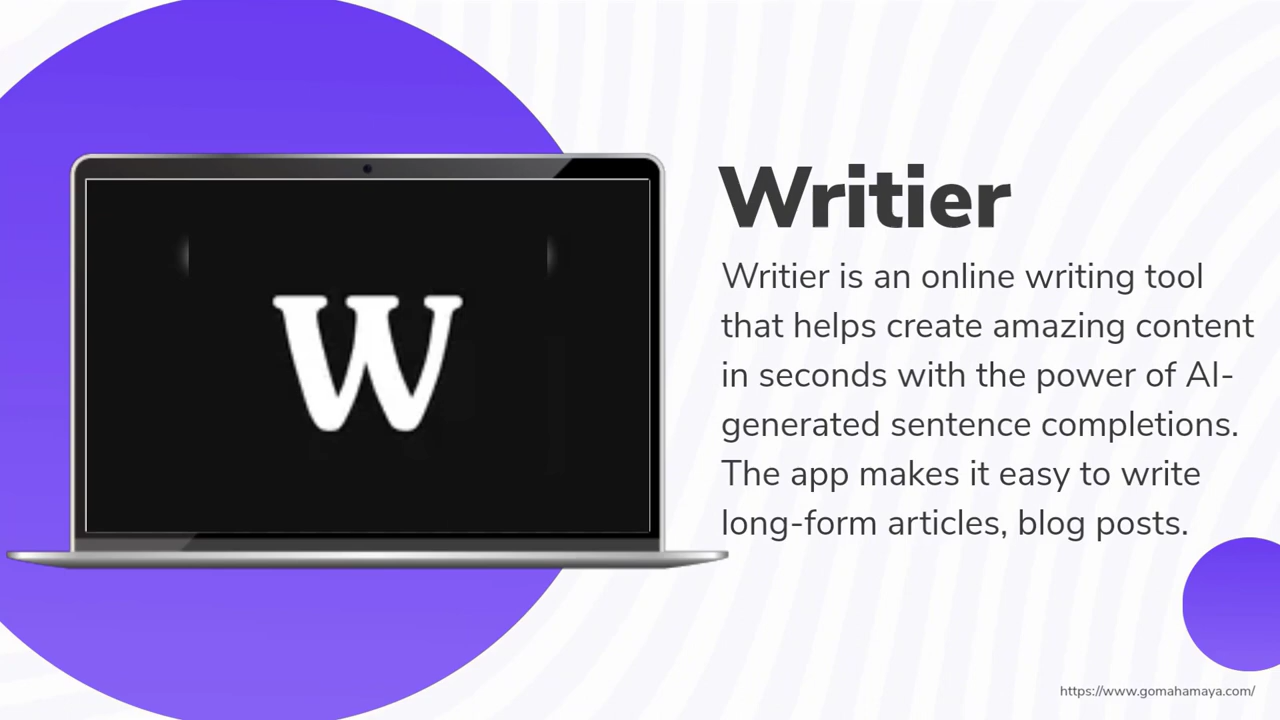 W
Writier
Writier is an online writing tool
that helps create amazing content
in seconds with the power of AI-
generated sentence completions.
The app makes it easy to write
long-form articles, blog posts.
https://www.gomahamaya.com/